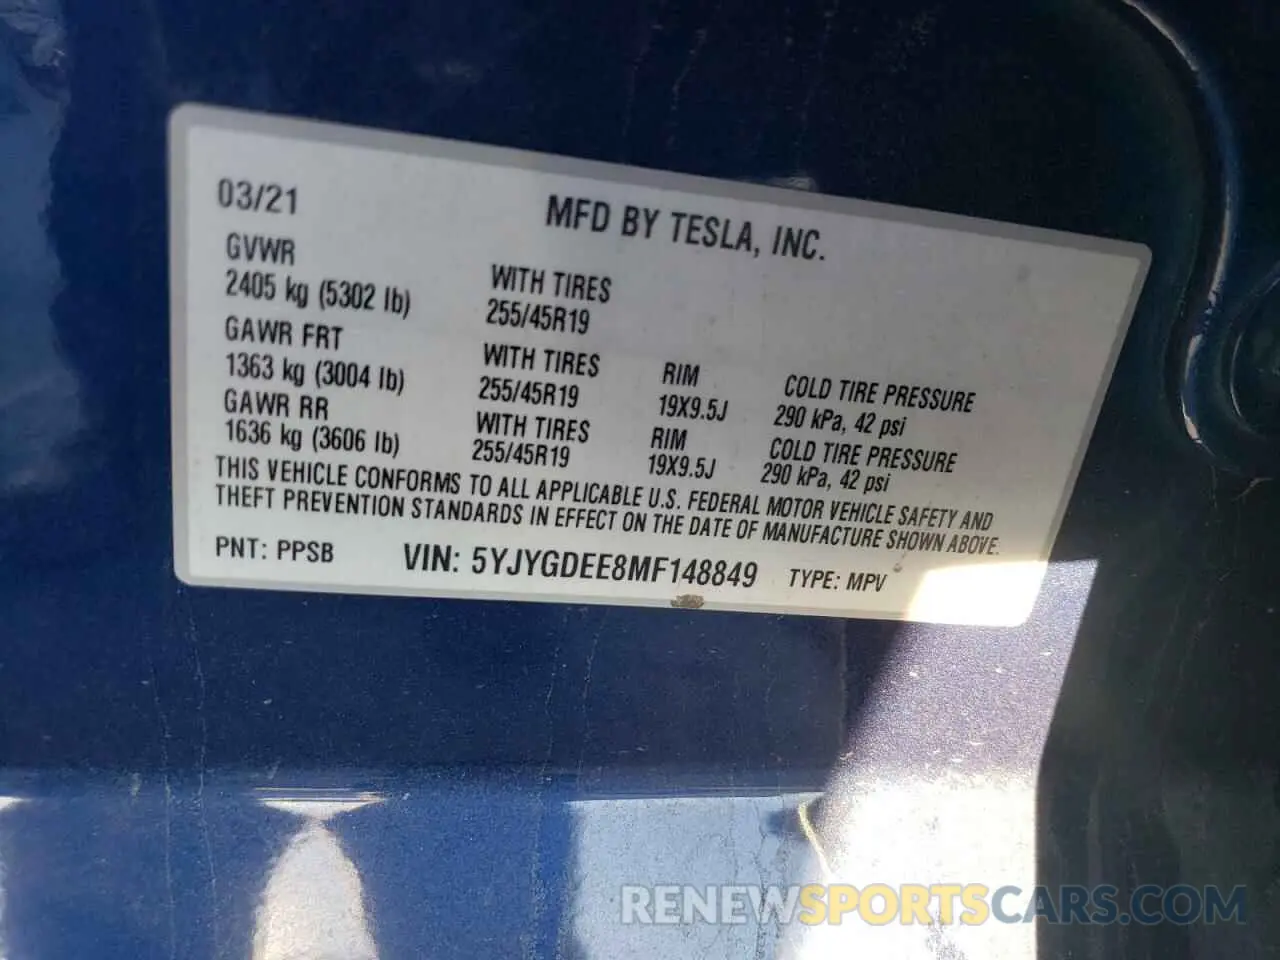 03/21 MFD BY TESLA, INC.
GVWR
2405 kg (5302 lb) WITH TIRES
255/45R19
GAWR FRT
1363 kg (3004 lb) WITH TIRES
255/45R19 RIM
19X9.5J COLD TIRE PRESSURE
290 kPa, 42 psi
GAWR RR
1636 kg (3606 lb) WITH TIRES
255/45R19 RIM
19X9.5J COLD TIRE PRESSURE
290 kPa, 42 psi
THIS VEHICLE CONFORMS TO ALL APPLICABLE U.S. FEDERAL MOTOR VEHICLE SAFETY AND
THEFT PREVENTION STANDARDS IN EFFECT ON THE DATE OF MANUFACTURE SHOWN ABOVE.
PNT: PPSB VIN: 5YJYGDEE8MF148849 TYPE: MPV
RENEWSPORTSCARS.COM